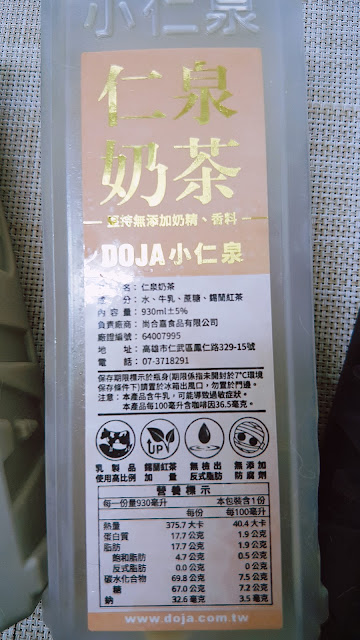 小仁泉
仁泉
奶茶
堅持無添加奶精、香料
DOJA小仁泉
品 名：仁泉奶茶
成 分：水、牛乳、蔗糖、錫蘭紅茶
內 容 量：930ml±5%
負責廠商：尚合嘉食品有限公司
廠證編號：64007995
地 址：高雄市仁武區鳳仁路329-15號
電 話：07-3718291
保存期限標示於瓶身(期限係指未開封於7℃環境
保存條件下)請置於冰箱出風口，勿置於門邊。
注意：本產品含牛奶，可能導致過敏症狀。
本產品每100毫升含咖啡因36.5毫克。
UP
乳製品 錫蘭紅茶 無檢出 無添加
使用高比例 加量 反式脂肪 防腐劑
營養標示
每一份量930毫升 本包裝含1份
每份 每100毫升
熱量 375.7 大卡 40.4 大卡
蛋白質 17.7 公克 1.9 公克
脂肪 17.7 公克 1.9 公克
飽和脂肪 4.7 公克 0.5 公克
反式脂肪 0.0 公克 0 公克
碳水化合物 69.8 公克 7.5 公克
糖 67.0 公克 7.2 公克
鈉 32.6 毫克 3.5 毫克
www.doja.com.tw